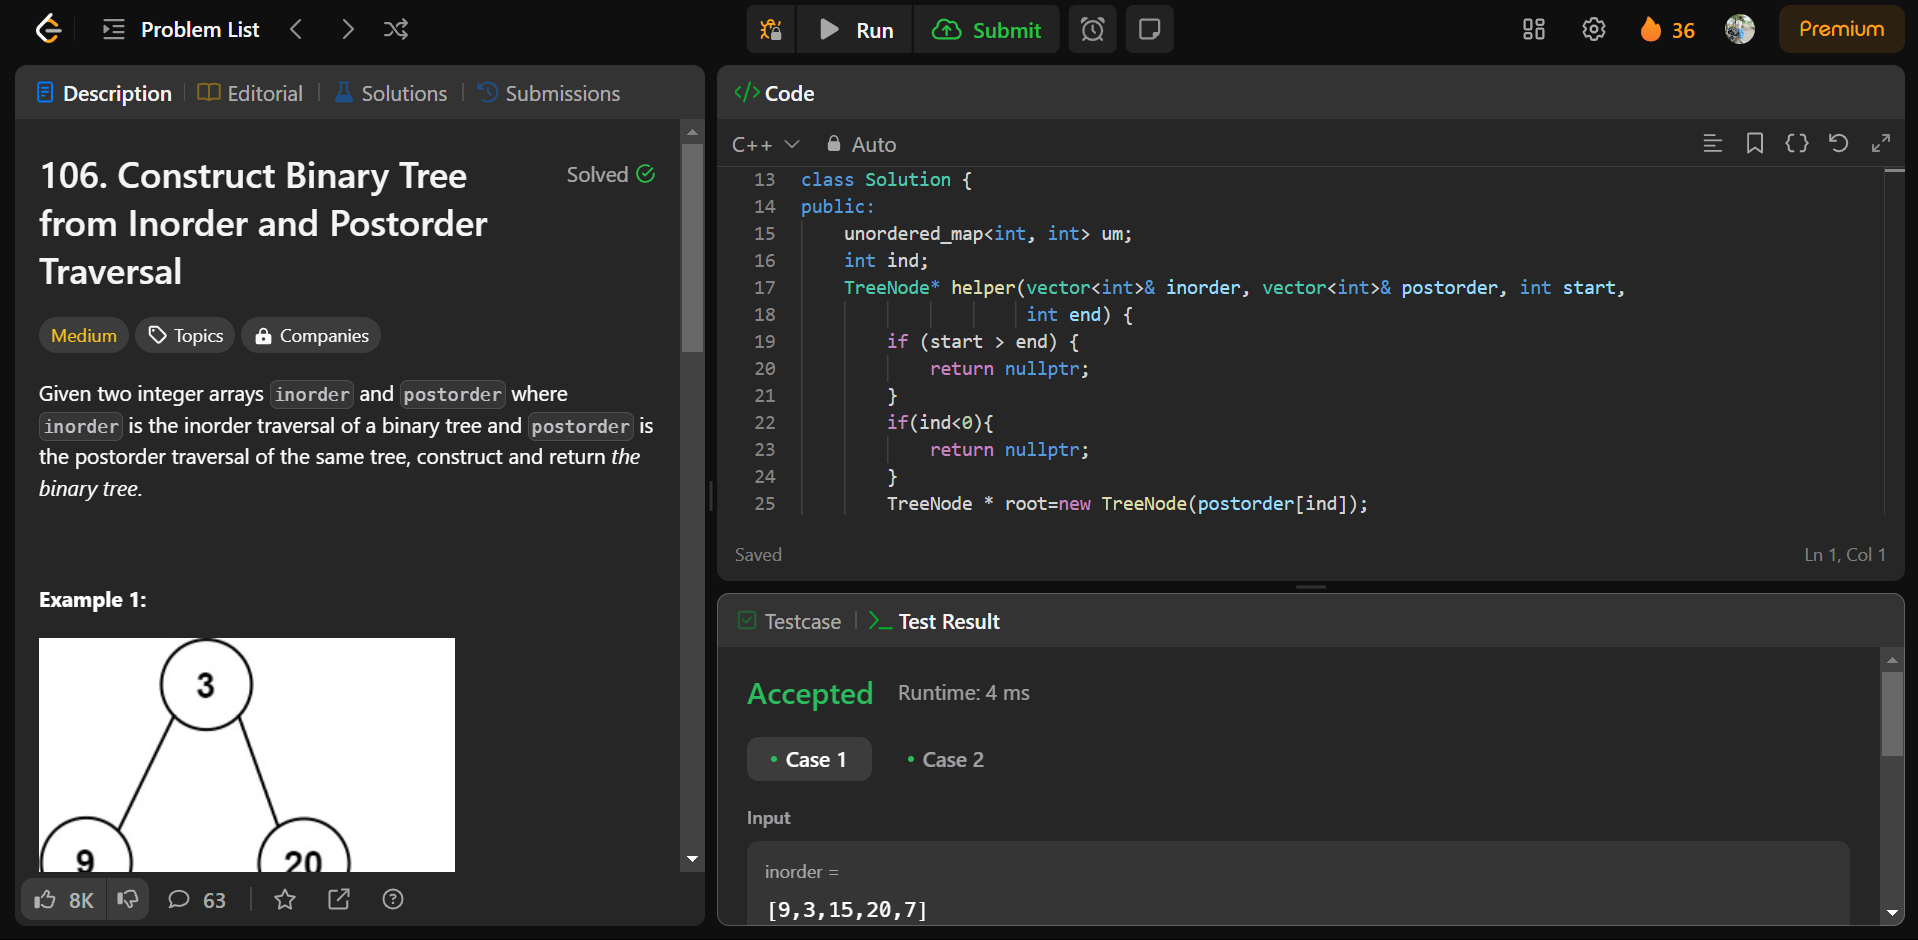 Problem List
Run
Submit
36
Premium
Description
Editorial
Solutions
Submissions
106. Construct Binary Tree
from Inorder and Postorder
Traversal
Solved
Medium
Topics
Companies
Given two integer arrays inorder and postorder where
inorder is the inorder traversal of a binary tree and postorder is
the postorder traversal of the same tree, construct and return the
binary tree.
Example 1:
3
9
20
8K
63
</> Code
C++
Auto
13 class Solution {
14 public:
15     unordered_map<int, int> um;
16     int ind;
17     TreeNode* helper(vector<int>& inorder, vector<int>& postorder, int start,
18                      int end) {
19         if (start > end) {
20             return nullptr;
21         }
22         if(ind<0){
23             return nullptr;
24         }
25         TreeNode * root=new TreeNode(postorder[ind]);
Saved
Ln 1, Col 1
Testcase
Test Result
Accepted
Runtime: 4 ms
• Case 1
• Case 2
Input
inorder =
[9,3,15,20,7]